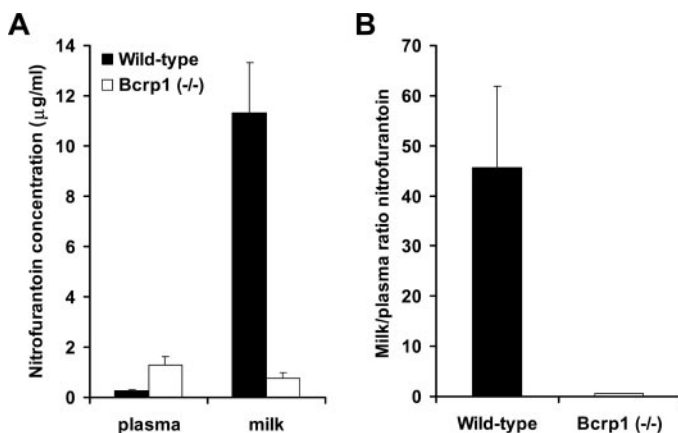 A
Nitrofurantoin concentration (μg/ml)
14
12
10
8
6
4
2
0
Wild-type
Bcrp1 (-/-)
plasma milk
B
Milk/plasma ratio nitrofurantoin
70
60
50
40
30
20
10
0
Wild-type Bcrp1 (-/-)